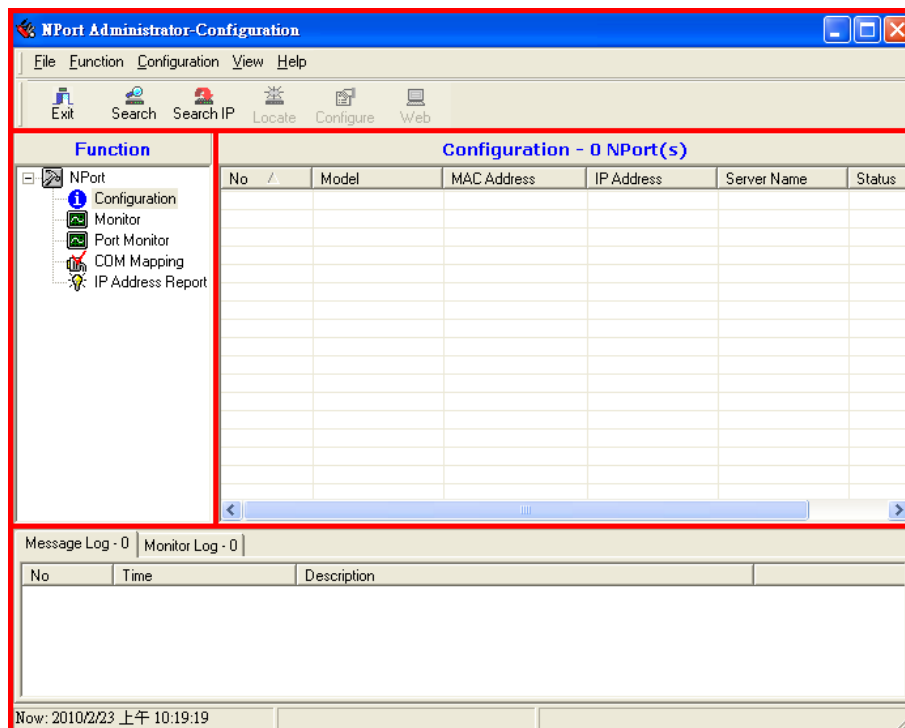 NPort Administrator-Configuration
File Function Configuration View Help
Exit Search Search IP Locate Configure Web
Function
NPort
Configuration
Monitor
Port Monitor
COM Mapping
IP Address Report
Configuration - 0 NPort(s)
No Model MAC Address IP Address Server Name Status
Message Log - 0 Monitor Log - 0
No Time Description
Now: 2010/2/23 上午 10:19:19